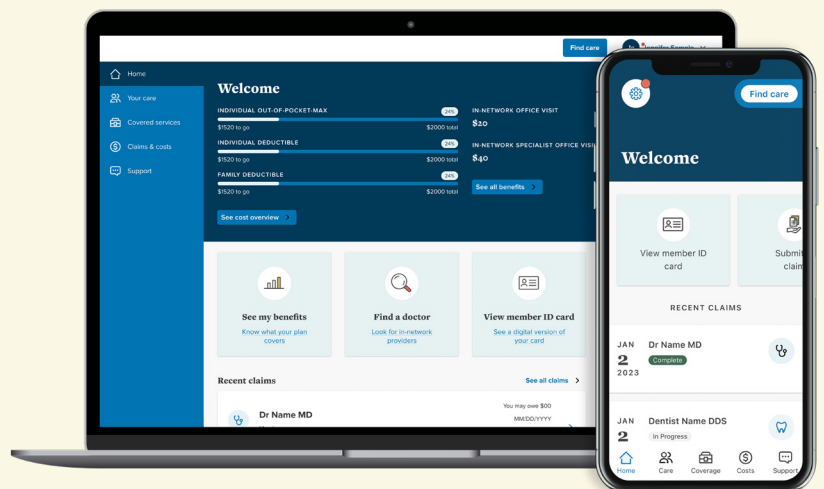 Find care
Home
Your care
Covered services
Claims & costs
Support
Welcome
INDIVIDUAL OUT-OF-POCKET-MAX
24%
$1520 to go
$2000 total
INDIVIDUAL DEDUCTIBLE
24%
$1520 to go
$2000 total
FAMILY DEDUCTIBLE
24%
$1520 to go
$2000 total
See cost overview
IN-NETWORK OFFICE VISIT
$20
IN-NETWORK SPECIALIST OFFICE VISI
$40
See all benefits
See my benefits
Know what your plan
covers
Find a doctor
Look for in-network
providers
View member ID card
See a digital version of
your card
Recent claims
See all claims
Dr Name MD
You may owe $00
MM/DD/YYYY
Find care
Welcome
View member ID
card
Submit
claim
RECENT CLAIMS
JAN
2
2023
Dr Name MD
Complete
JAN
2
Dentist Name DDS
In Progress
Home
Care
Coverage
Costs
Support